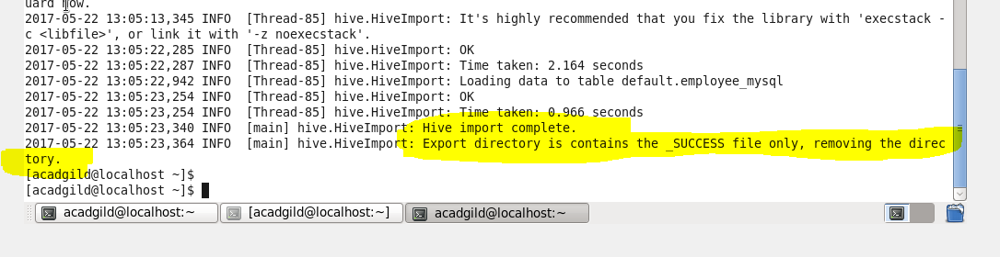 uard now.
2017-05-22 13:05:13,345 INFO  [Thread-85] hive.HiveImport: It's highly recommended that you fix the library with 'execstack -
c <libfile>', or link it with '-z noexecstack'.
2017-05-22 13:05:22,285 INFO  [Thread-85] hive.HiveImport: OK
2017-05-22 13:05:22,287 INFO  [Thread-85] hive.HiveImport: Time taken: 2.164 seconds
2017-05-22 13:05:22,942 INFO  [Thread-85] hive.HiveImport: Loading data to table default.employee_mysql
2017-05-22 13:05:23,254 INFO  [Thread-85] hive.HiveImport: OK
2017-05-22 13:05:23,254 INFO  [Thread-85] hive.HiveImport: Time taken: 0.966 seconds
2017-05-22 13:05:23,340 INFO  [main] hive.HiveImport: Hive import complete.
2017-05-22 13:05:23,364 INFO  [main] hive.HiveImport: Export directory is contains the _SUCCESS file only, removing the direc
tory.
[acadgild@localhost ~]$
[acadgild@localhost ~]$
acadgild@localhost:~ [acadgild@localhost:~] acadgild@localhost:~